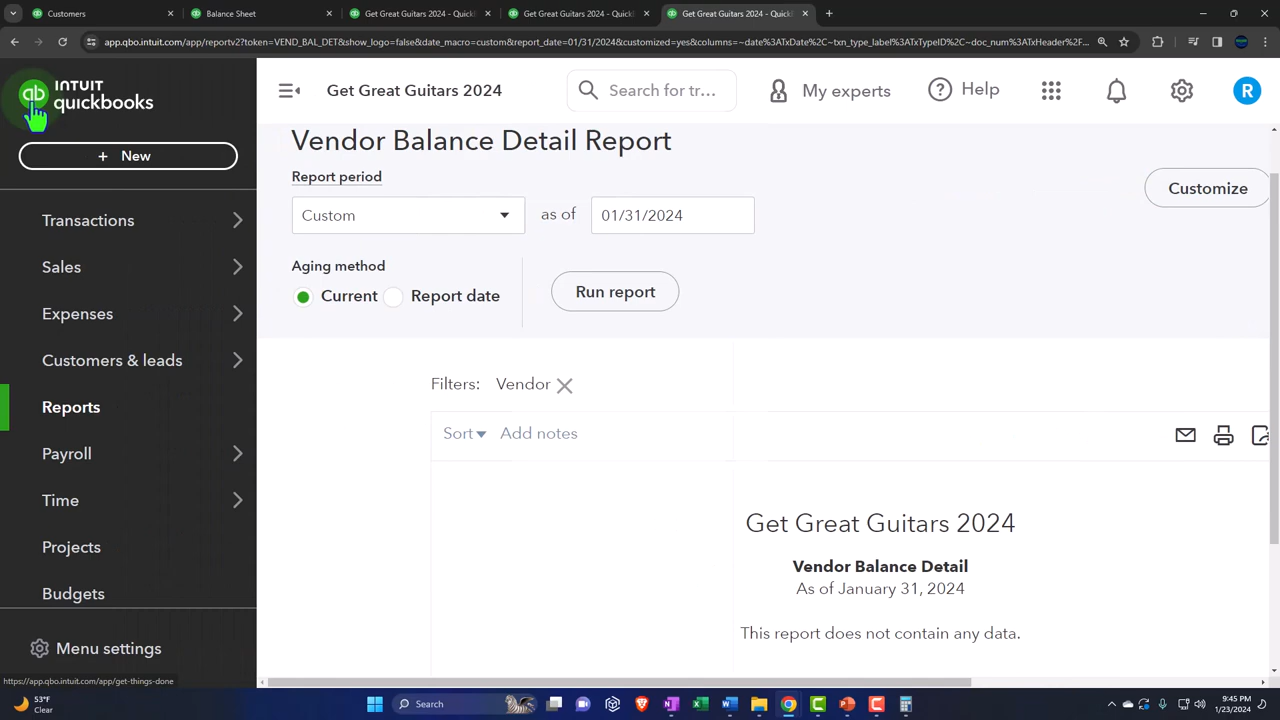 Customers
Balance Sheet
Get Great Guitars 2024 - Quick
Get Great Guitars 2024 - QuickB
Get Great Guitars 2024 - QuickB
app.qbo.intuit.com/app/reportv2?token=VEND_BAL_DET&show_logo=false&date_macro=custom&report_date=01/31/2024&customized=yes&columns=~date%3ATxDate%2C~txn_type_label%3ATxTypeID%2C~doc_num%3ATxHeader%2F...
INTUIT
quickbooks
qb
Get Great Guitars 2024
Search for tr...
My experts
Help
R
+ New
Transactions
Sales
Expenses
Customers & leads
Reports
Payroll
Time
Projects
Budgets
Menu settings
https://app.qbo.intuit.com/app/get-things-done
Vendor Balance Detail Report
Report period
Custom
as of
01/31/2024
Customize
Aging method
Current
Report date
Run report
Filters: Vendor
Sort
Add notes
Get Great Guitars 2024
Vendor Balance Detail
As of January 31, 2024
This report does not contain any data.
53°F
Clear
Search
9:45 PM
1/23/2024